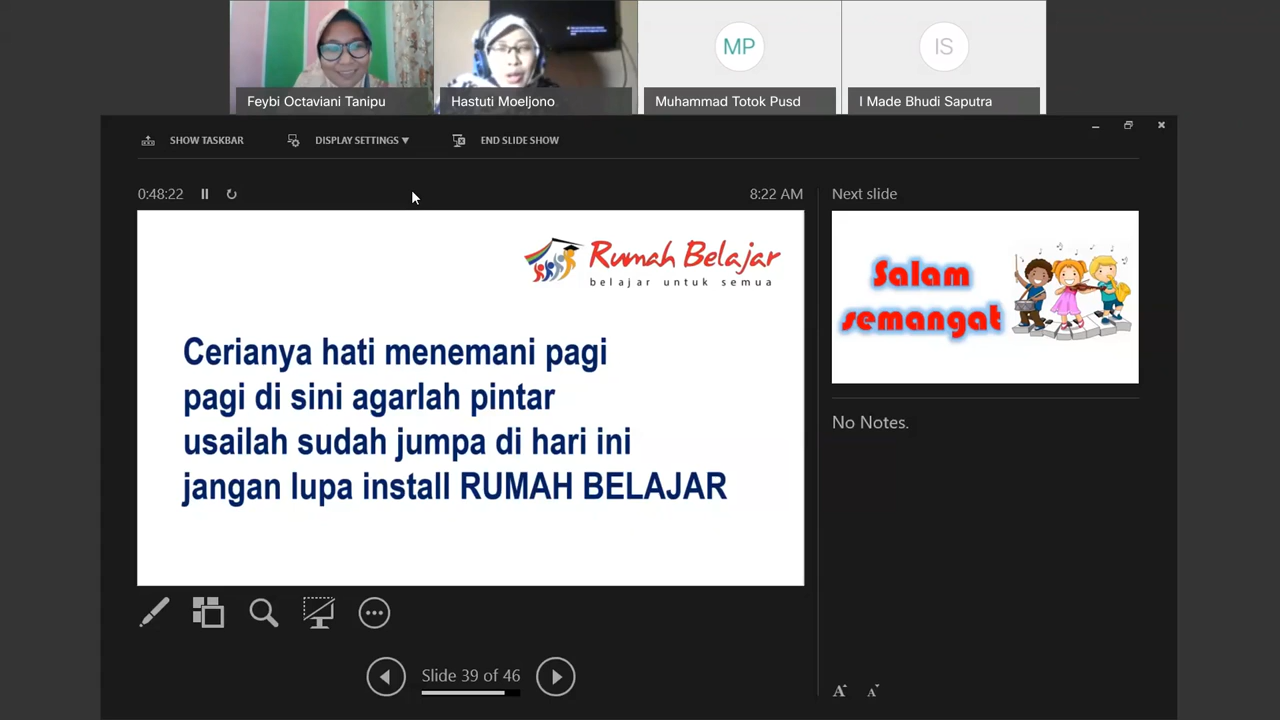 MP
IS
Feybi Octaviani Tanipu
Hastuti Moeljono
Muhammad Totok Pusd
I Made Bhudi Saputra
SHOW TASKBAR
DISPLAY SETTINGS ▼
END SLIDE SHOW
0:48:22
8:22 AM
Next slide
Rumah Belajar
belajar untuk semua
Cerianya hati menemani pagi
pagi di sini agarlah pintar
usailah sudah jumpa di hari ini
jangan lupa install RUMAH BELAJAR
Salam
semangat
No Notes.
Slide 39 of 46
A A